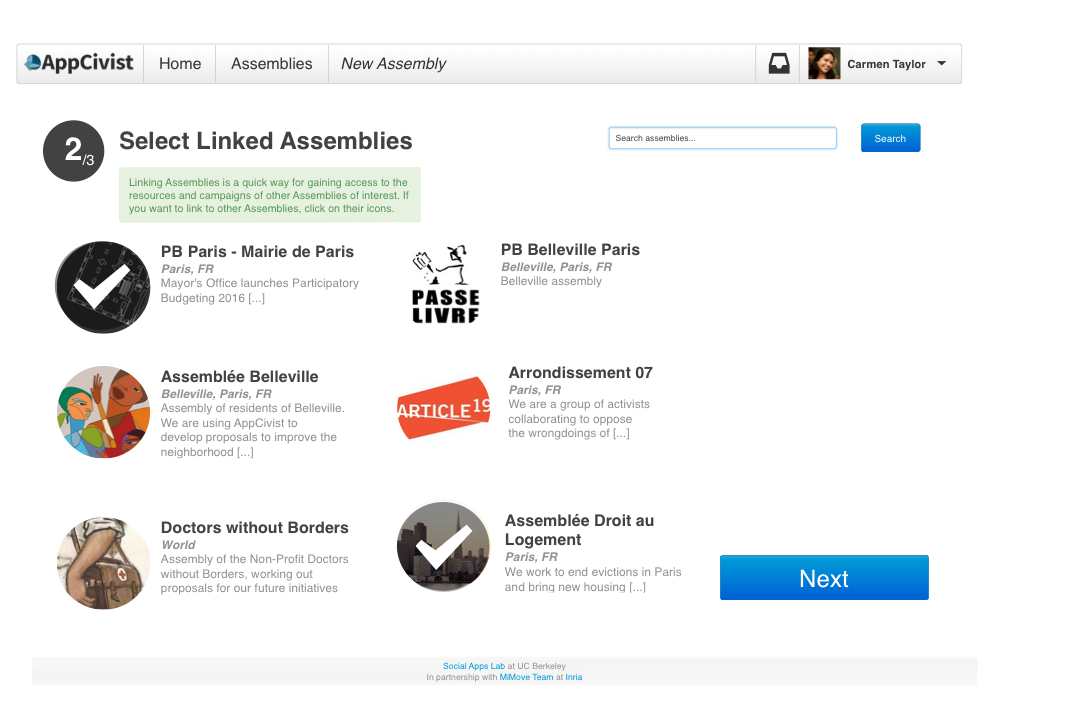 AppCivist
Home
Assemblies
New Assembly
Carmen Taylor
2/3
Select Linked Assemblies
Search assemblies...
Search
Linking Assemblies is a quick way for gaining access to the
resources and campaigns of other Assemblies of interest. If
you want to link to other Assemblies, click on their icons.
PB Paris - Mairie de Paris
Paris, FR
Mayor's Office launches Participatory
Budgeting 2016 [...]
PASSE
LIVRF
PB Belleville Paris
Belleville, Paris, FR
Belleville assembly
Assemblée Belleville
Belleville, Paris, FR
Assembly of residents of Belleville.
We are using AppCivist to
develop proposals to improve the
neighborhood [...]
ARTICLE 19
Arrondissement 07
Paris, FR
We are a group of activists
collaborating to oppose
the wrongdoings of [...]
Doctors without Borders
World
Assembly of the Non-Profit Doctors
without Borders, working out
proposals for our future initiatives
Assemblée Droit au
Logement
Paris, FR
We work to end evictions in Paris
and bring new housing [...]
Next
Social Apps Lab at UC Berkeley
In partnership with MiMove Team at Inria